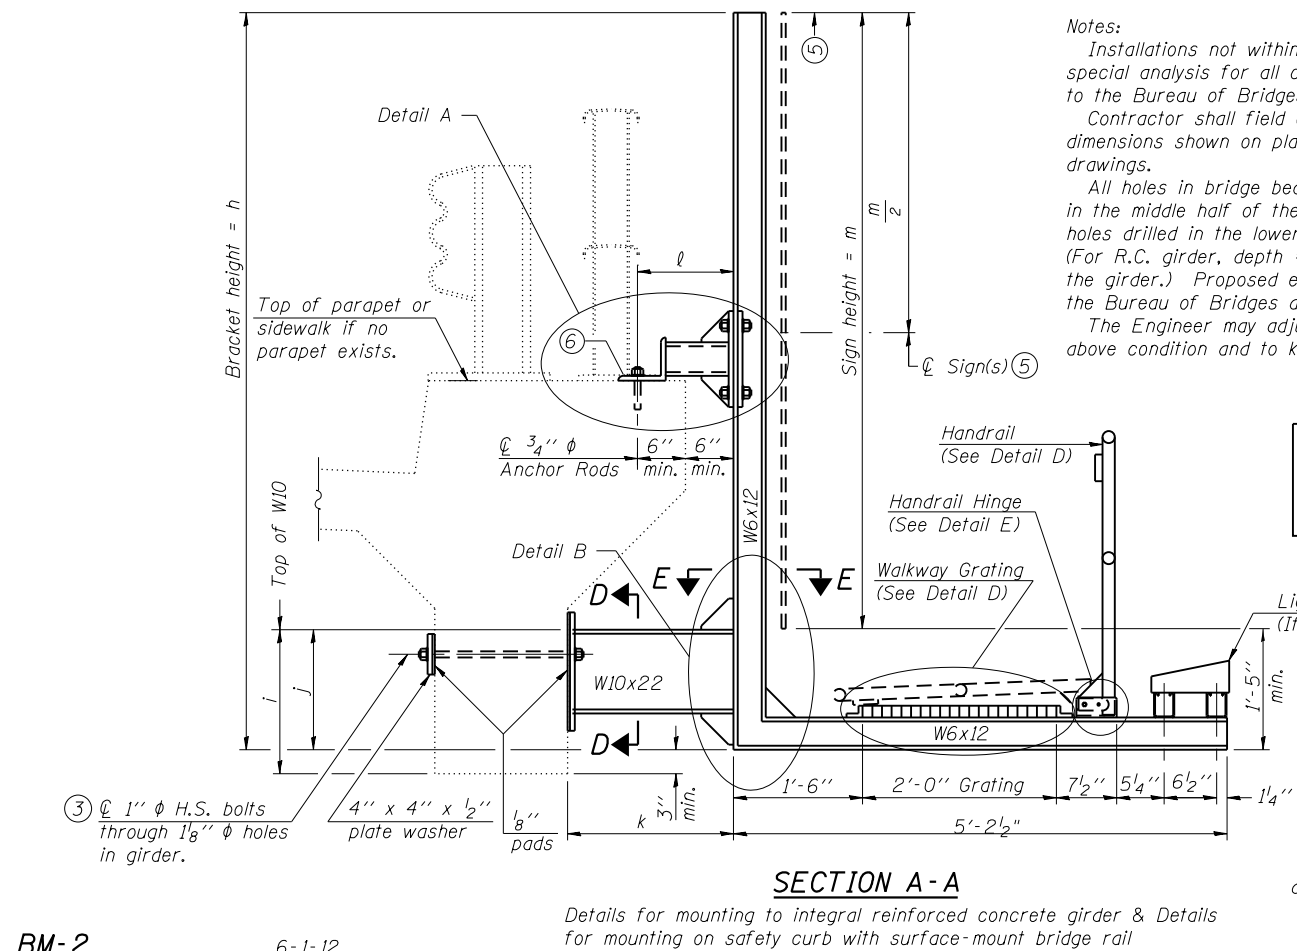 Notes:
Installations not within
special analysis for all
to the Bureau of Bridges
Contractor shall field
dimensions shown on
drawings.
All holes in bridge
in the middle half of the
holes drilled in the lower
(For R.C. girder, depth
the girder.) Proposed
the Bureau of Bridges
The Engineer may
above condition and to
Detail A
5
Bracket height = h
Sign height = m
m/2
ℓ
Top of parapet or
sidewalk if no
parapet exists.
6
℄ Sign(s) 5
℄ 3/4'' ϕ
Anchor Rods
6''
min.
6''
min.
Handrail
(See Detail D)
W6x12
Handrail Hinge
(See Detail E)
Top of W10
Detail B
Walkway Grating
(See Detail D)
E
E
D
W10x22
i
j
1'-5''
min.
D
W6x12
1'-6''
2'-0'' Grating
7 1/2''
5 1/4''
6 1/2''
1 1/4''
3 ℄ 1'' ϕ H.S. bolts
through 1 1/8'' ϕ holes
in girder.
4'' x 4'' x 1/2''
plate washer
1/8''
pads
k
3''
min.
5'-2 1/2"
SECTION A-A
Details for mounting to integral reinforced concrete girder & Details
for mounting on safety curb with surface-mount bridge rail
BM-2
6-1-12